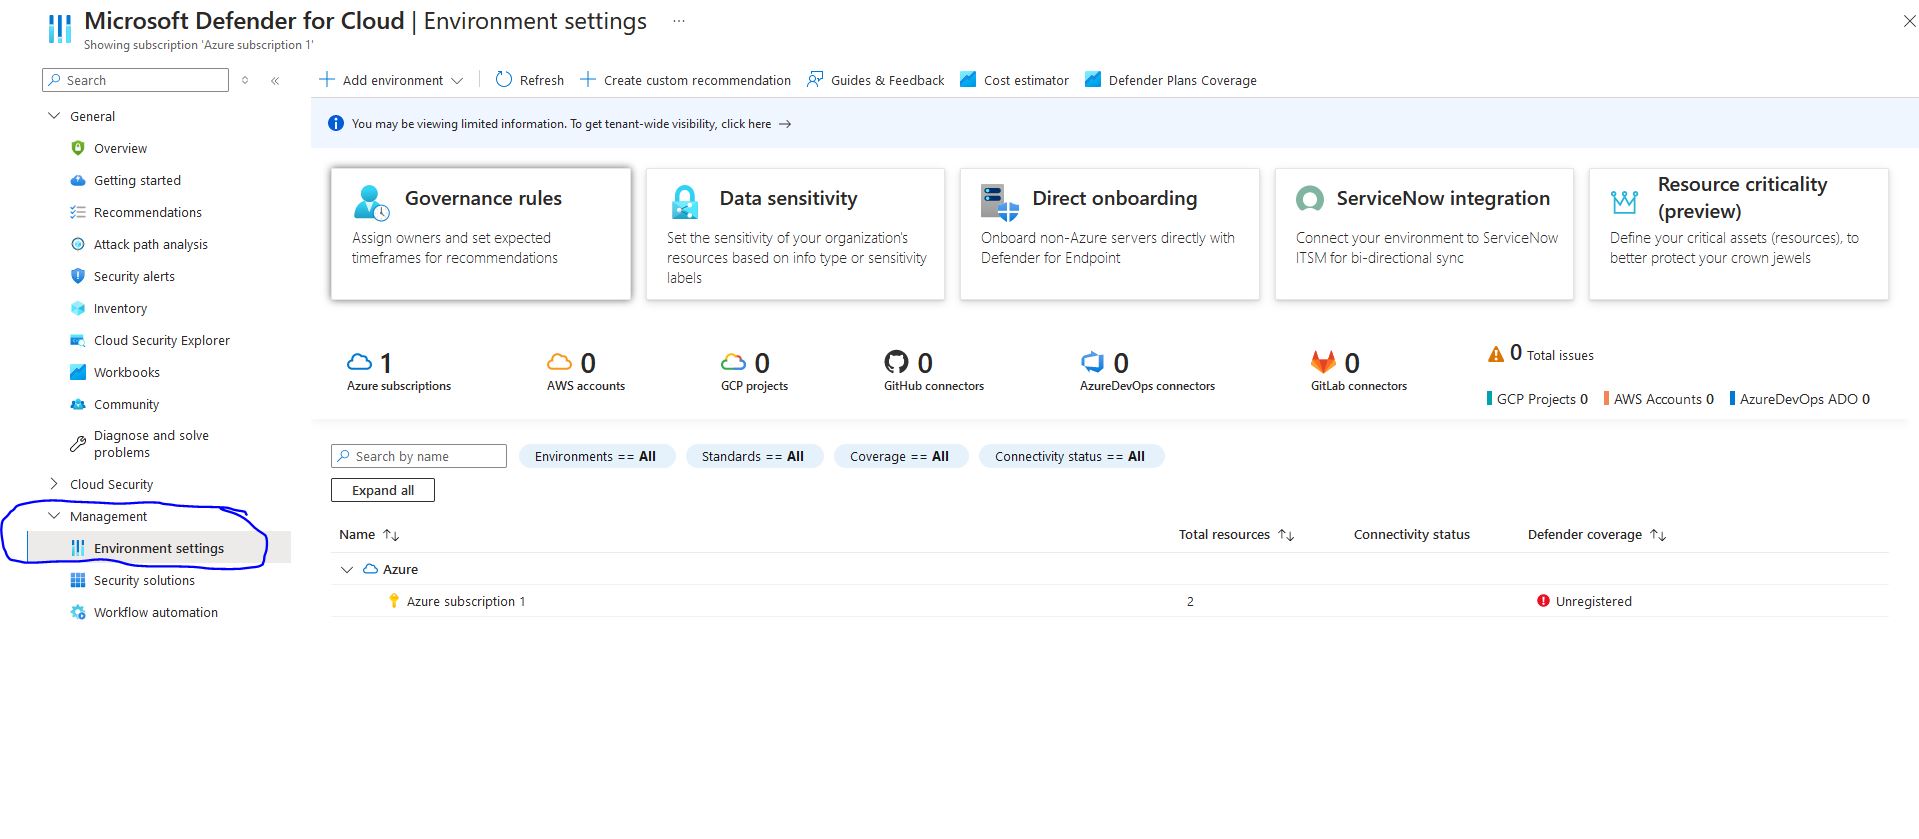 Microsoft Defender for Cloud | Environment settings ...
Showing subscription 'Azure subscription 1'
Search
Add environment
Refresh
Create custom recommendation
Guides & Feedback
Cost estimator
Defender Plans Coverage
General
Overview
Getting started
Recommendations
Attack path analysis
Security alerts
Inventory
Cloud Security Explorer
Workbooks
Community
Diagnose and solve
problems
Cloud Security
Management
Environment settings
Security solutions
Workflow automation
You may be viewing limited information. To get tenant-wide visibility, click here →
Governance rules
Assign owners and set expected
timeframes for recommendations
Data sensitivity
Set the sensitivity of your organization's
resources based on info type or sensitivity
labels
Direct onboarding
Onboard non-Azure servers directly with
Defender for Endpoint
ServiceNow integration
Connect your environment to ServiceNow
ITSM for bi-directional sync
Resource criticality
(preview)
Define your critical assets (resources), to
better protect your crown jewels
1
Azure subscriptions
0
AWS accounts
0
GCP projects
0
GitHub connectors
0
AzureDevOps connectors
0
GitLab connectors
0 Total issues
GCP Projects 0
AWS Accounts 0
AzureDevOps ADO 0
Search by name
Environments == All
Standards == All
Coverage == All
Connectivity status == All
Expand all
Name ↑↓
Total resources ↑↓
Connectivity status
Defender coverage ↑↓
Azure
Azure subscription 1
2
Unregistered